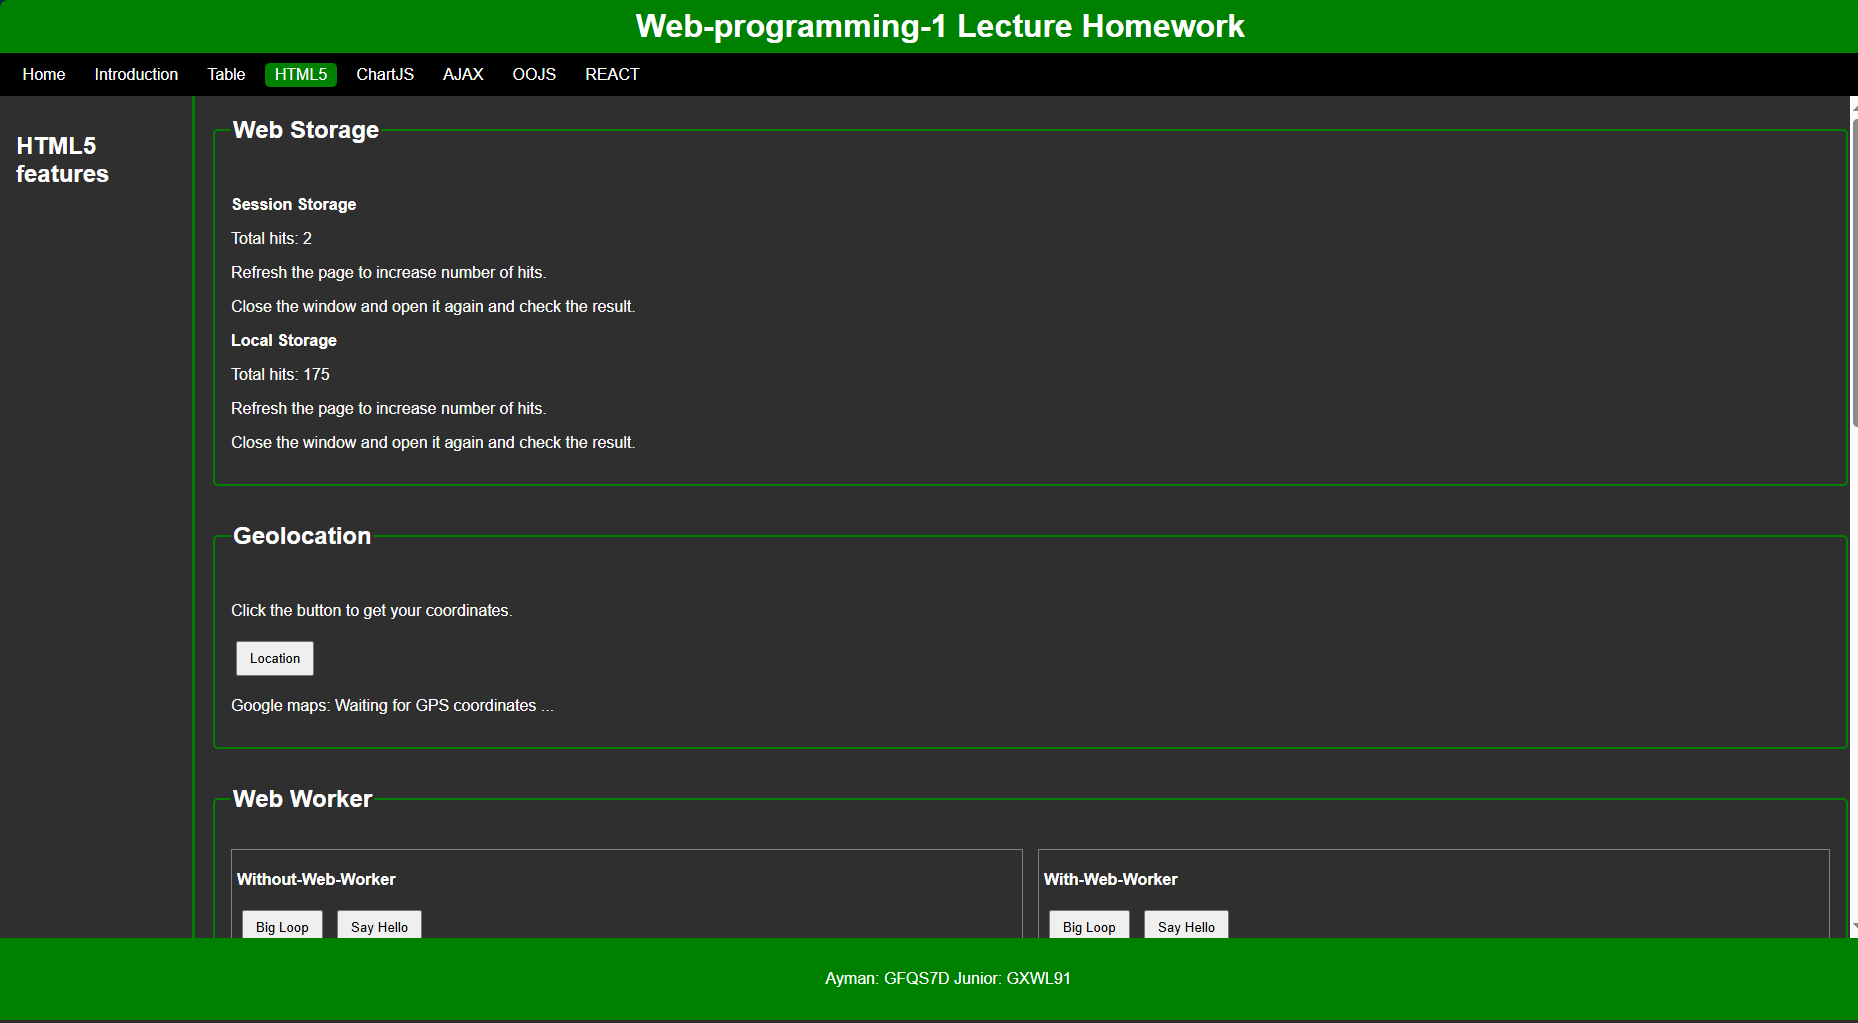 Web-programming-1 Lecture Homework
Home Introduction Table HTML5 ChartJS AJAX OOJS REACT
HTML5
features
Web Storage
Session Storage
Total hits: 2
Refresh the page to increase number of hits.
Close the window and open it again and check the result.
Local Storage
Total hits: 175
Refresh the page to increase number of hits.
Close the window and open it again and check the result.
Geolocation
Click the button to get your coordinates.
Location
Google maps: Waiting for GPS coordinates ...
Web Worker
Without-Web-Worker
Big Loop Say Hello
With-Web-Worker
Big Loop Say Hello
Ayman: GFQS7D Junior: GXWL91